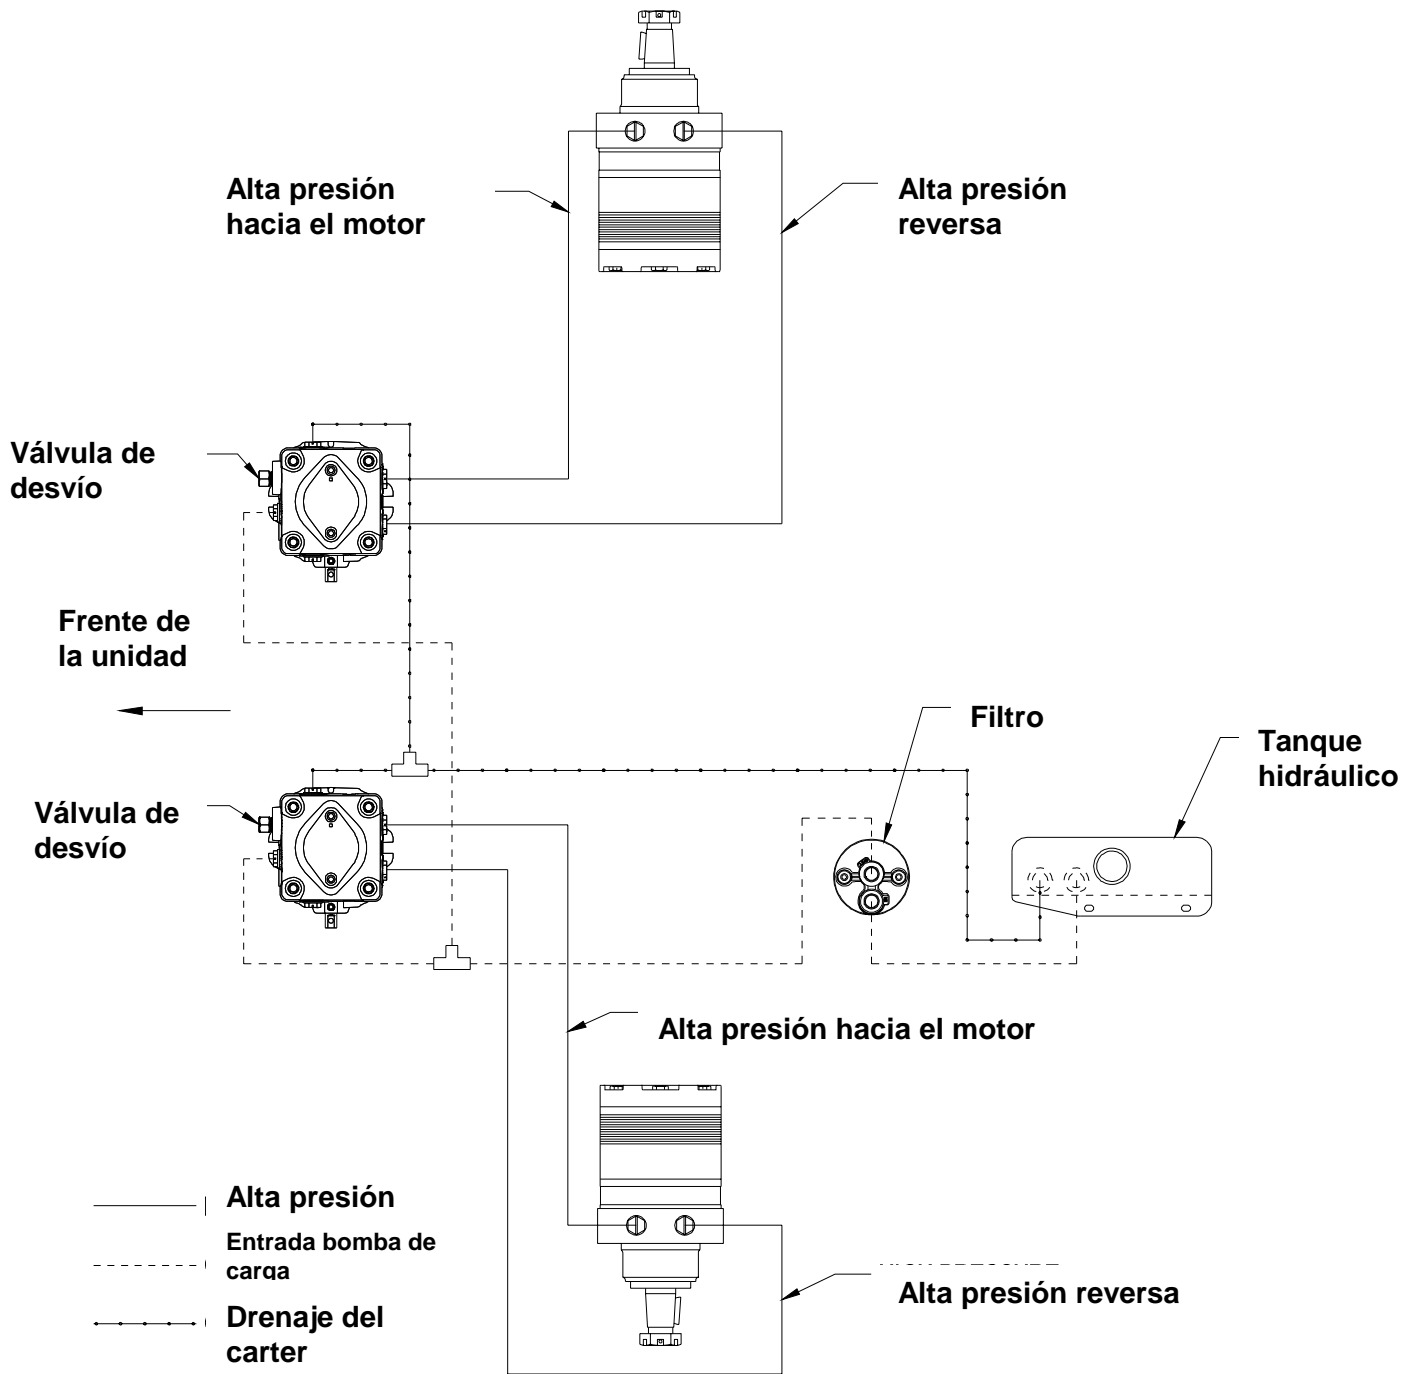 Alta presión
hacia el motor
Alta presión
reversa
Válvula de
desvío
Frente de
la unidad
Filtro
Tanque
hidráulico
Válvula de
desvío
Alta presión hacia el motor
Alta presión
Entrada bomba de
carga
Drenaje del
carter
Alta presión reversa